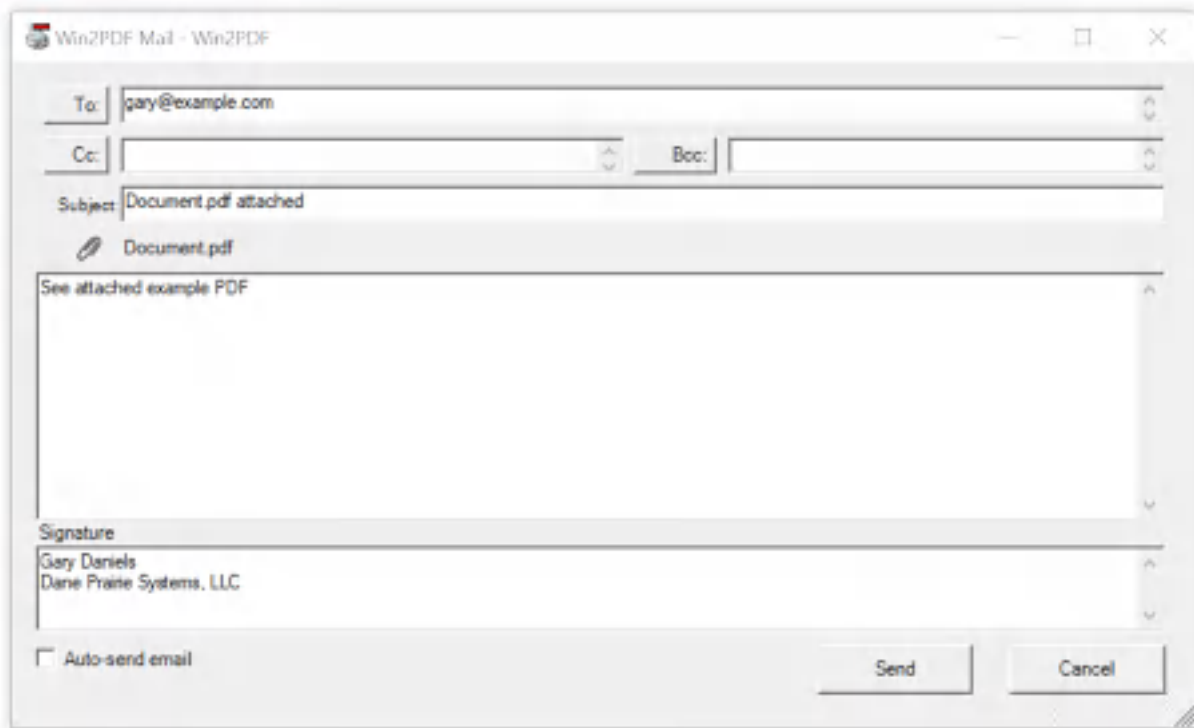 Win2PDF Mail - Win2PDF
To: gary@example.com
Cc: Bcc:
Subject Document.pdf attached
Document.pdf
See attached example PDF
Signature
Gary Daniels
Dane Prairie Systems, LLC
Auto-send email Send Cancel